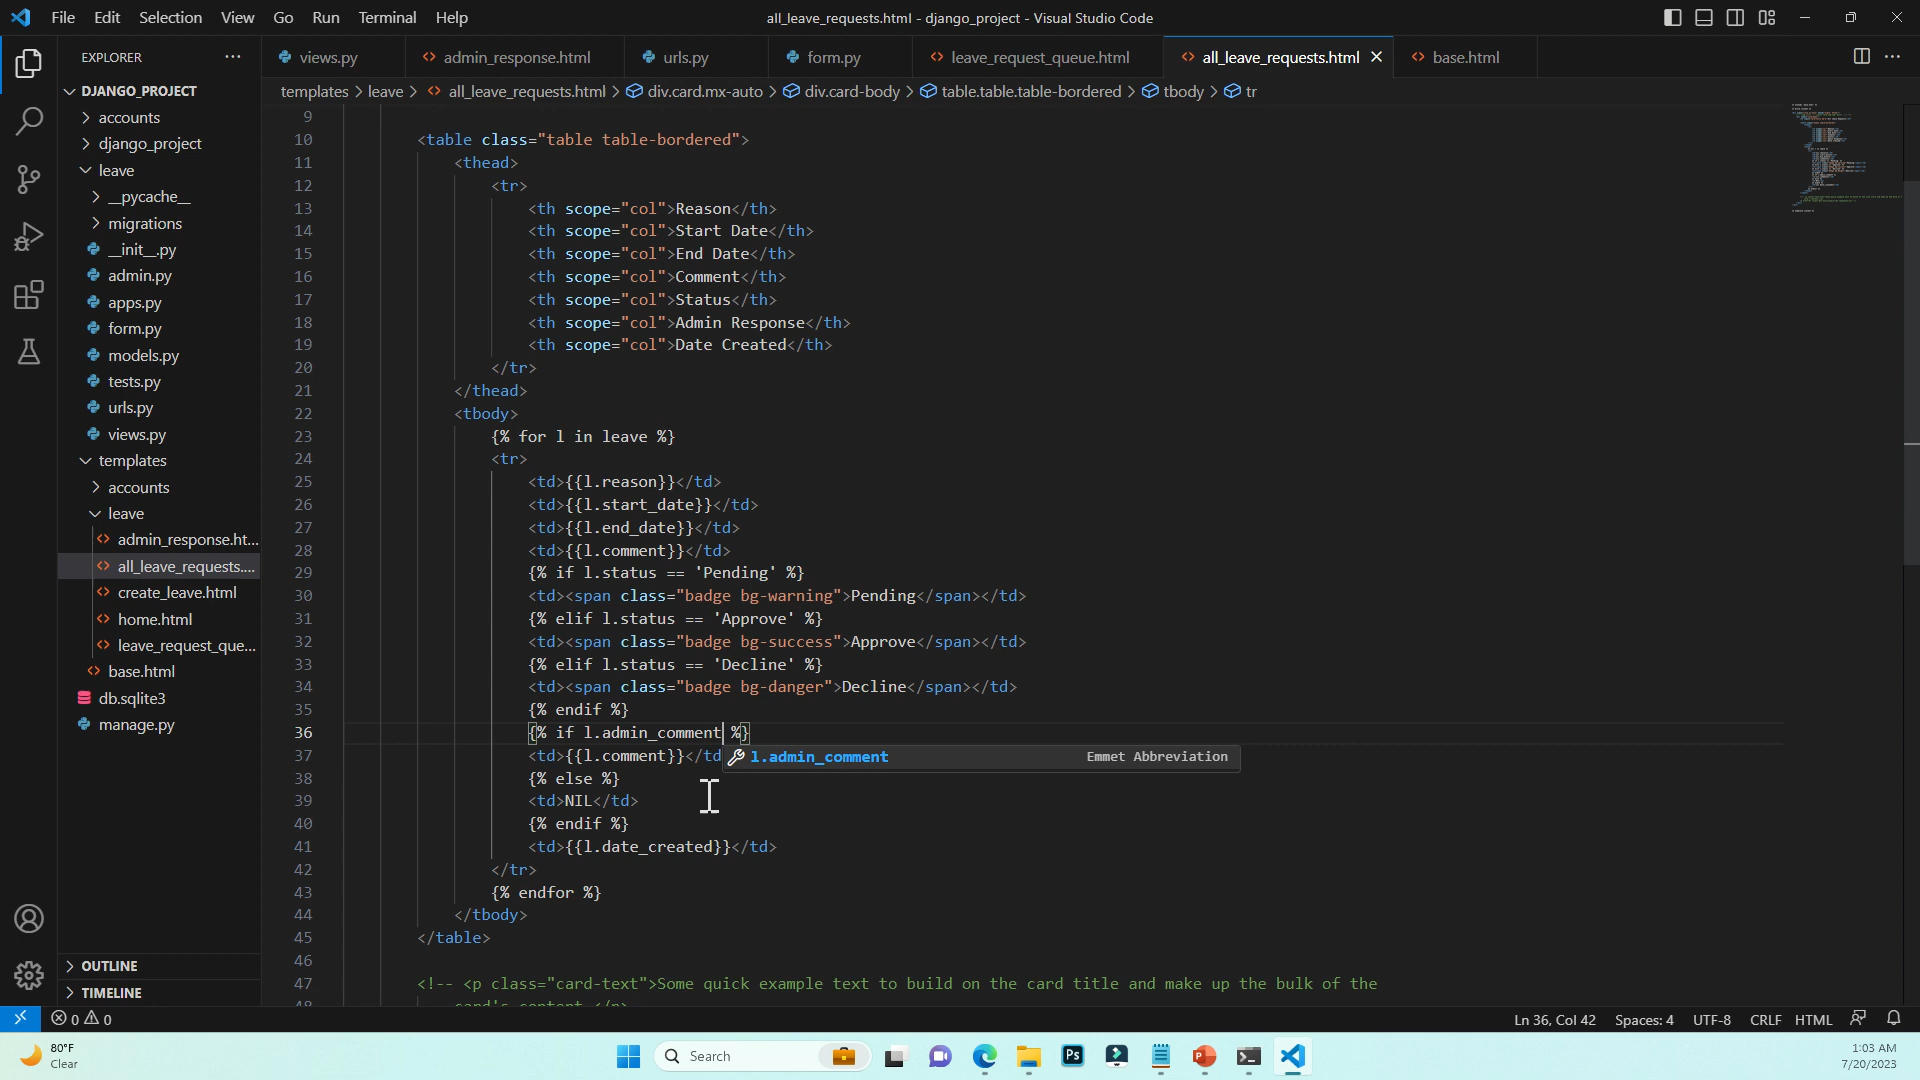 File Edit Selection View Go Run Terminal Help
all_leave_requests.html - django_project - Visual Studio Code
EXPLORER
views.py
admin_response.html
urls.py
form.py
leave_request_queue.html
all_leave_requests.html
base.html
DJANGO_PROJECT
accounts
django_project
leave
__pycache__
migrations
__init__.py
admin.py
apps.py
form.py
models.py
tests.py
urls.py
views.py
templates
accounts
leave
admin_response.ht...
all_leave_requests....
create_leave.html
home.html
leave_request_que...
base.html
db.sqlite3
manage.py
OUTLINE
TIMELINE
templates > leave > all_leave_requests.html > div.card.mx-auto > div.card-body > table.table.table-bordered > tbody > tr
9
10 <table class="table table-bordered">
11 <thead>
12 <tr>
13 <th scope="col">Reason</th>
14 <th scope="col">Start Date</th>
15 <th scope="col">End Date</th>
16 <th scope="col">Comment</th>
17 <th scope="col">Status</th>
18 <th scope="col">Admin Response</th>
19 <th scope="col">Date Created</th>
20 </tr>
21 </thead>
22 <tbody>
23 {% for l in leave %}
24 <tr>
25 <td>{{l.reason}}</td>
26 <td>{{l.start_date}}</td>
27 <td>{{l.end_date}}</td>
28 <td>{{l.comment}}</td>
29 {% if l.status == 'Pending' %}
30 <td><span class="badge bg-warning">Pending</span></td>
31 {% elif l.status == 'Approve' %}
32 <td><span class="badge bg-success">Approve</span></td>
33 {% elif l.status == 'Decline' %}
34 <td><span class="badge bg-danger">Decline</span></td>
35 {% endif %}
36 {% if l.admin_comment %}
37 <td>{{l.comment}}</td
l.admin_comment Emmet Abbreviation
38 {% else %}
39 <td>NIL</td>
40 {% endif %}
41 <td>{{l.date_created}}</td>
42 </tr>
43 {% endfor %}
44 </tbody>
45 </table>
46
47 <!-- <p class="card-text">Some quick example text to build on the card title and make up the bulk of the
0 0
Ln 36, Col 42 Spaces: 4 UTF-8 CRLF HTML
80°F
Clear
Search
Ps
1:03 AM
7/20/2023